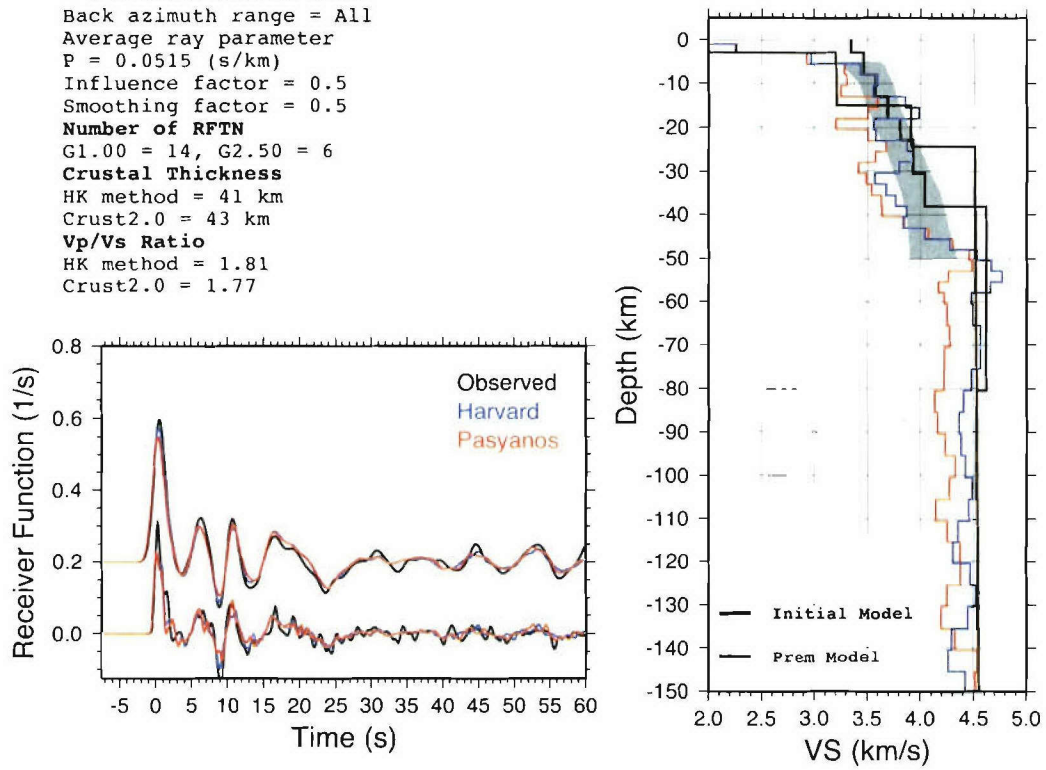 Back azimuth range = All
Average ray parameter
P = 0.0515 (s/km)
Influence factor = 0.5
Smoothing factor = 0.5
Number of RFTN
G1.00 = 14, G2.50 = 6
Crustal Thickness
HK method = 41 km
Crust2.0 = 43 km
Vp/Vs Ratio
HK method = 1.81
Crust2.0 = 1.77
Receiver Function (1/s)
0.8
0.6
0.4
0.2
0.0
Observed
Harvard
Pasyanos
-5 0 5 10 15 20 25 30 35 40 45 50 55 60
Time (s)
Depth (km)
0
-10
-20
-30
-40
-50
-60
-70
-80
-90
-100
-110
-120
-130
-140
-150
Initial Model
Prem Model
2.0 2.5 3.0 3.5 4.0 4.5 5.0
VS (km/s)